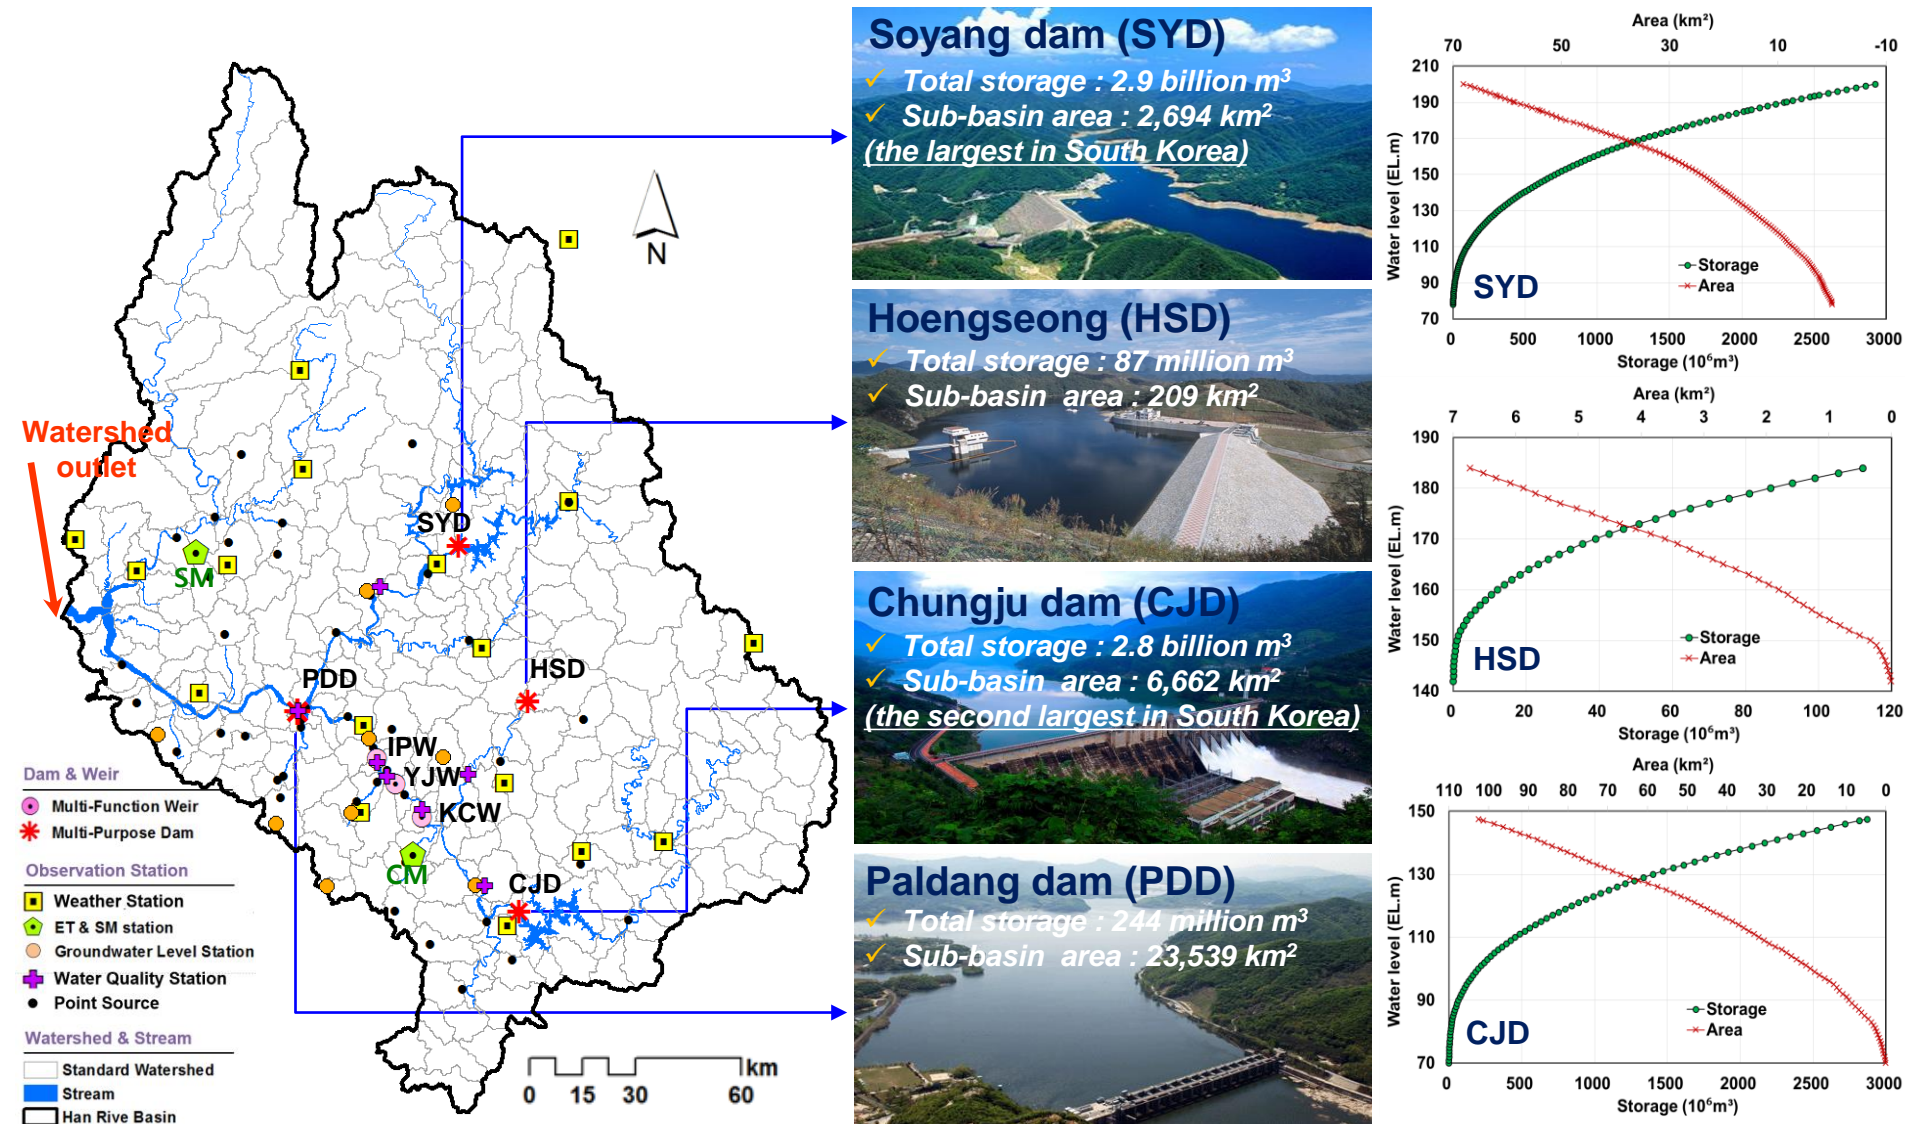 Watershed
outlet
N
SYD
SM
PDD
HSD
IPW
YJW
KCW
CM
CJD
Dam & Weir
Multi-Function Weir
Multi-Purpose Dam
Observation Station
Weather Station
ET & SM station
Groundwater Level Station
Water Quality Station
Point Source
Watershed & Stream
Standard Watershed
Stream
Han Rive Basin
km
0 15 30 60
Soyang dam (SYD)
✓ Total storage : 2.9 billion m³
✓ Sub-basin area : 2,694 km²
(the largest in South Korea)
Hoengseong (HSD)
✓ Total storage : 87 million m³
✓ Sub-basin area : 209 km²
Chungju dam (CJD)
✓ Total storage : 2.8 billion m³
✓ Sub-basin area : 6,662 km²
(the second largest in South Korea)
Paldang dam (PDD)
✓ Total storage : 244 million m³
✓ Sub-basin area : 23,539 km²
Area (km²)
70 50 30 10 -10
210
190
170
150
130
110
90
70
Water level (EL.m)
Storage
Area
SYD
0 500 1000 1500 2000 2500 3000
Storage (10⁶m³)
Area (km²)
7 6 5 4 3 2 1 0
190
180
170
160
150
140
Water level (EL.m)
Storage
Area
HSD
0 20 40 60 80 100 120
Storage (10⁶m³)
Area (km²)
110 100 90 80 70 60 50 40 30 20 10 0
150
130
110
90
70
Water level (EL.m)
Storage
Area
CJD
0 500 1000 1500 2000 2500 3000
Storage (10⁶m³)